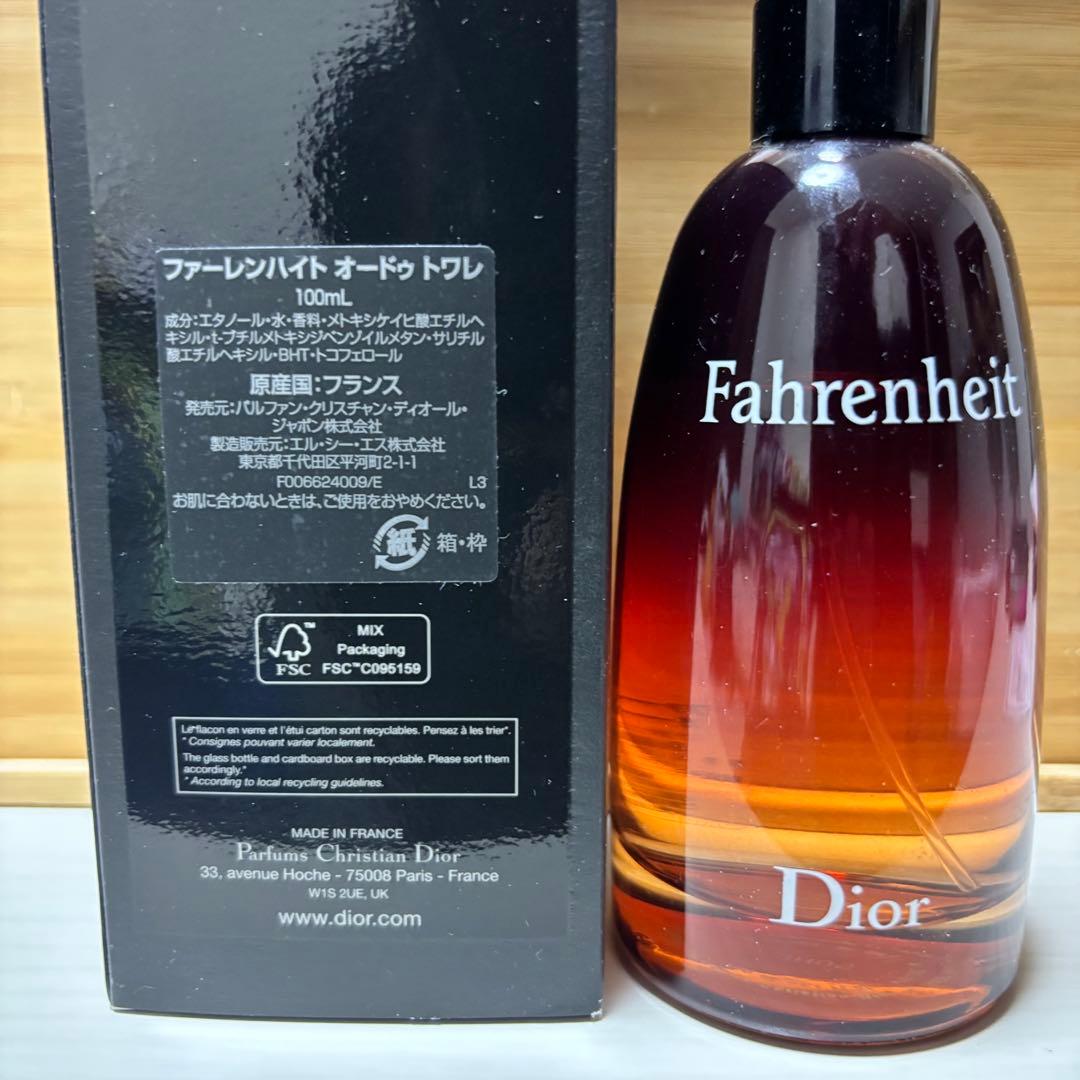 ファーレンハイト オードゥ トワレ
100mL
成分:エタノール・水・香料・メトキシケイヒ酸エチルヘ
キシル・t-ブチルメトキシジベンゾイルメタン・サリチル
酸エチルヘキシル・BHT・トコフェロール
原産国:フランス
発売元:パルファン・クリスチャン・ディオール・
ジャポン株式会社
製造販売元:エル・シー・エス株式会社
東京都千代田区平河町2-1-1
F006624009/E L3
お肌に合わないときは、ご使用をおやめください。
紙 箱・枠
FSC™
MIX
Packaging
FSC™C095159
Le*flacon en verre et l'étui carton sont recyclables. Pensez à les trier*.
* Consignes pouvant varier localement.
The glass bottle and cardboard box are recyclable. Please sort them
accordingly.*
* According to local recycling guidelines.
MADE IN FRANCE
Parfums Christian Dior
33, avenue Hoche - 75008 Paris - France
W1S 2UE, UK
www.dior.com
Fahrenheit
Dior